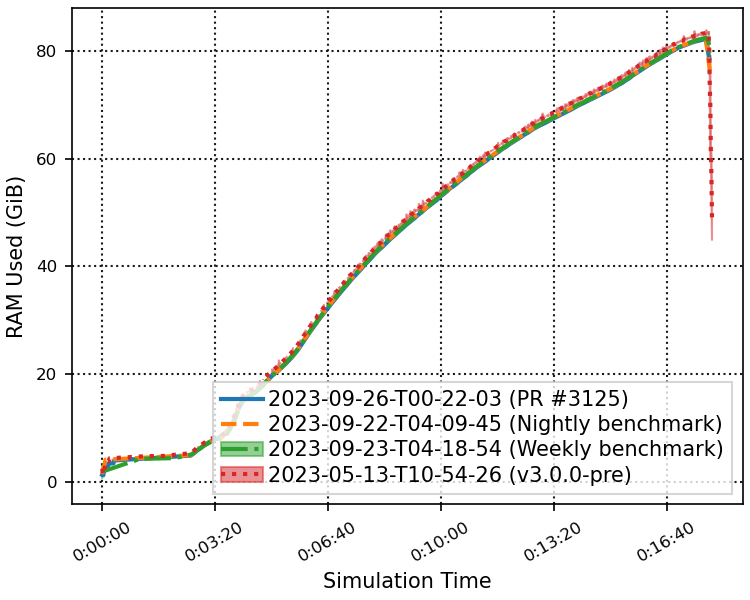 80
60
40
20
0
RAM Used (GiB)
2023-09-26-T00-22-03 (PR #3125)
2023-09-22-T04-09-45 (Nightly benchmark)
2023-09-23-T04-18-54 (Weekly benchmark)
2023-05-13-T10-54-26 (v3.0.0-pre)
0:00:00
0:03:20
0:06:40
0:10:00
0:13:20
0:16:40
Simulation Time